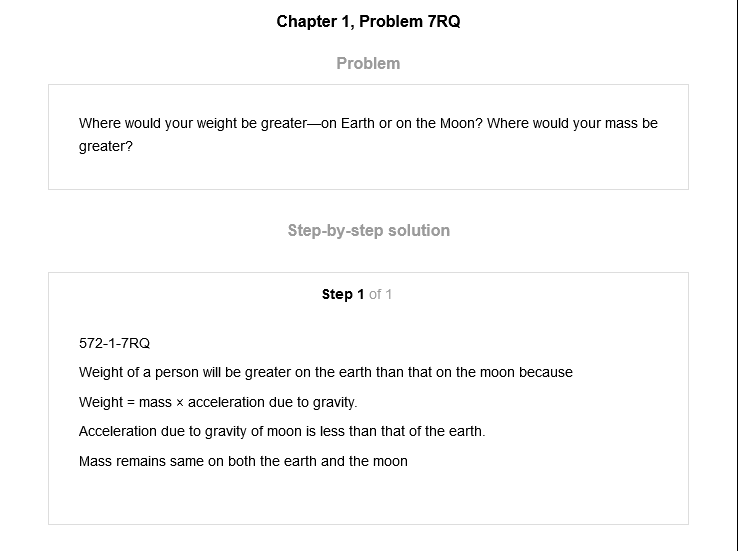 Chapter 1, Problem 7RQ
Problem
Where would your weight be greater—on Earth or on the Moon? Where would your mass be
greater?
Step-by-step solution
Step 1 of 1
572-1-7RQ
Weight of a person will be greater on the earth than that on the moon because
Weight = mass × acceleration due to gravity.
Acceleration due to gravity of moon is less than that of the earth.
Mass remains same on both the earth and the moon